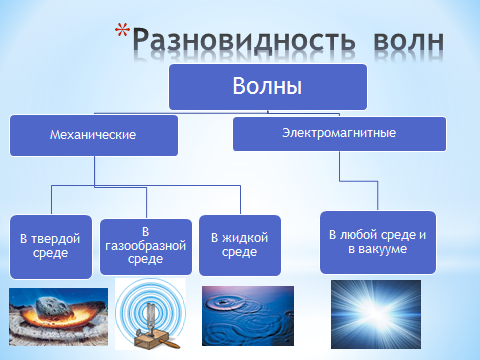 *Разновидность волн
Волны
Механические
Электромагнитные
В твердой
среде
В
газообразной
среде
В жидкой
среде
В любой среде и
в вакууме